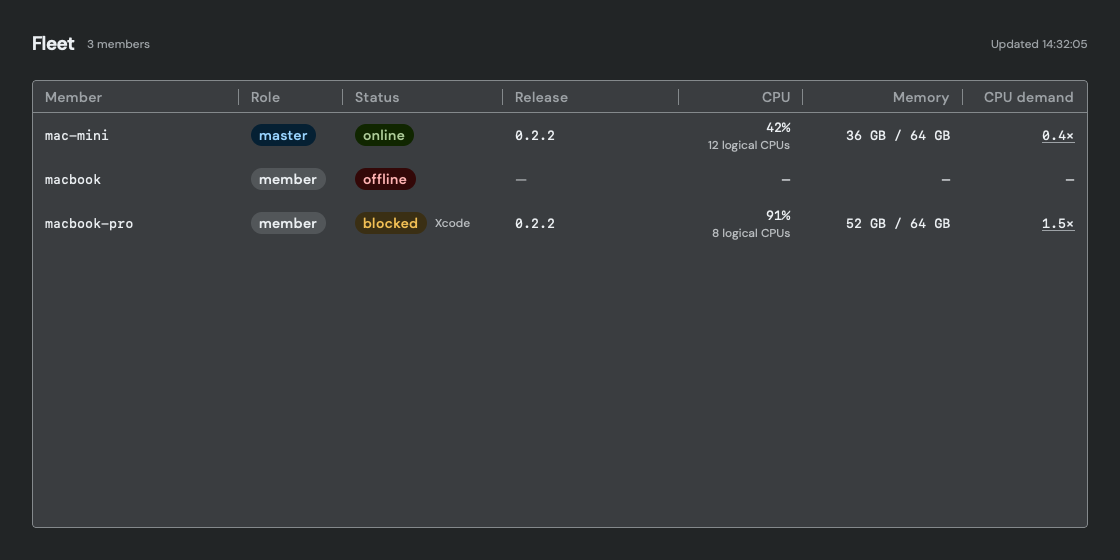 Fleet 3 members Updated 14:32:05
Member Role Status Release CPU Memory CPU demand
mac-mini master online 0.2.2 42% 36 GB / 64 GB 0.4×
12 logical CPUs
macbook member offline — — — —
macbook-pro member blocked Xcode 0.2.2 91% 52 GB / 64 GB 1.5×
8 logical CPUs